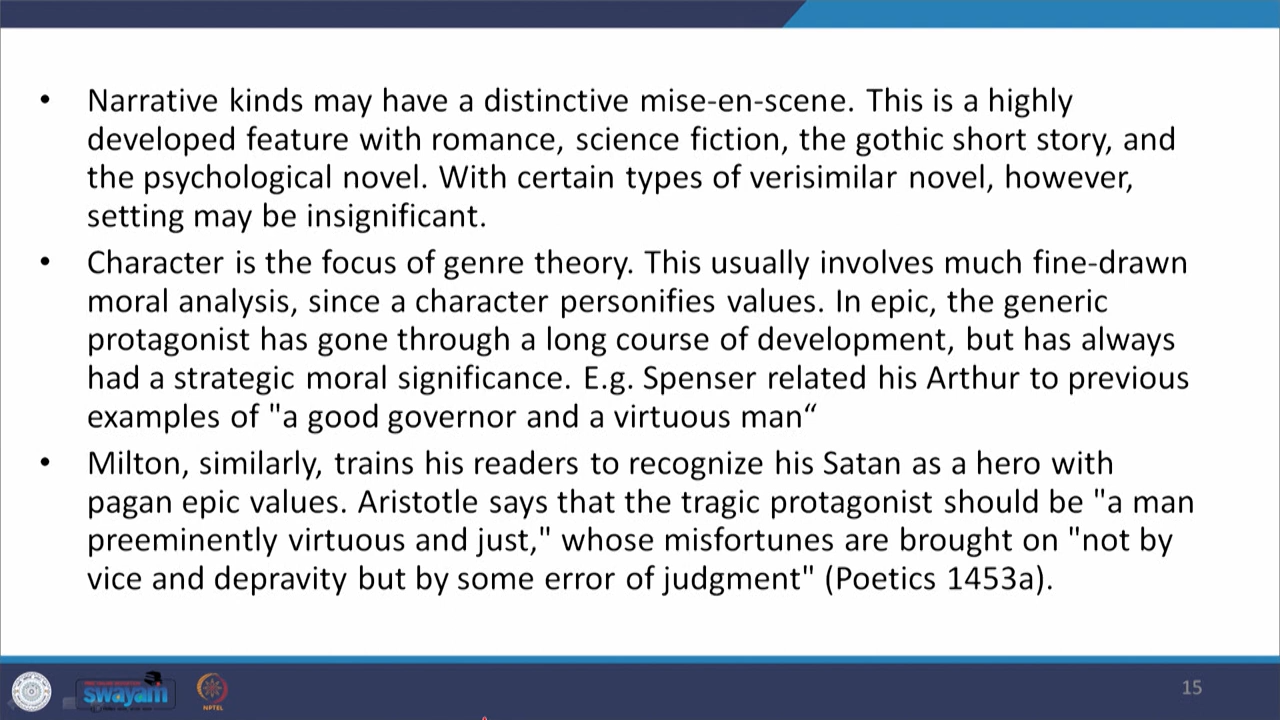 • Narrative kinds may have a distinctive mise-en-scene. This is a highly
developed feature with romance, science fiction, the gothic short story, and
the psychological novel. With certain types of verisimilar novel, however,
setting may be insignificant.
• Character is the focus of genre theory. This usually involves much fine-drawn
moral analysis, since a character personifies values. In epic, the generic
protagonist has gone through a long course of development, but has always
had a strategic moral significance. E.g. Spenser related his Arthur to previous
examples of "a good governor and a virtuous man“
• Milton, similarly, trains his readers to recognize his Satan as a hero with
pagan epic values. Aristotle says that the tragic protagonist should be "a man
preeminently virtuous and just," whose misfortunes are brought on "not by
vice and depravity but by some error of judgment" (Poetics 1453a).
swayam
NPTEL
15